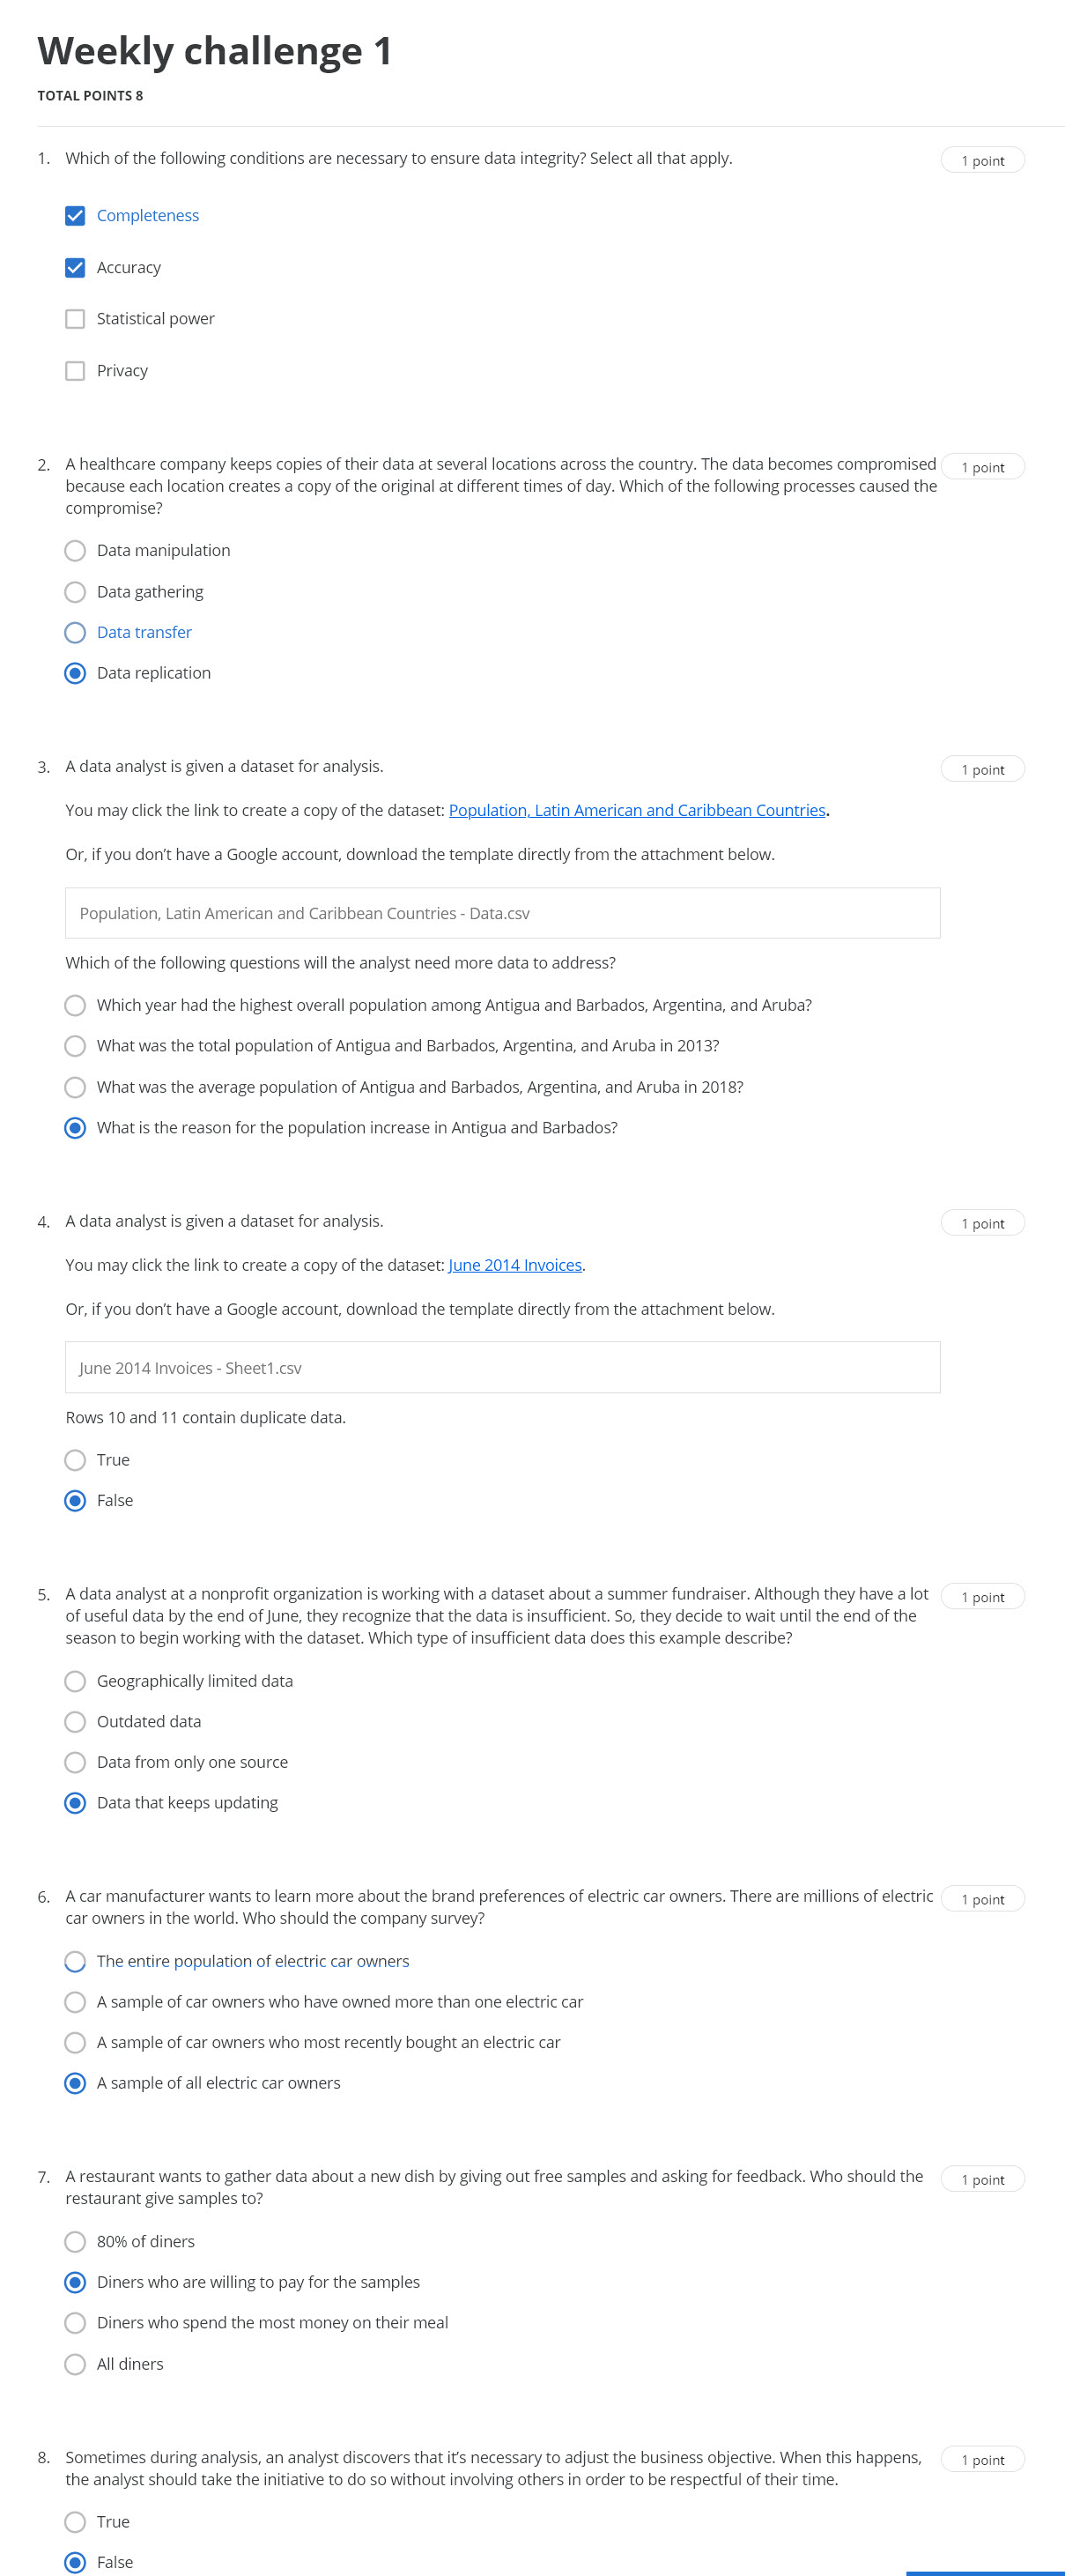 Weekly challenge 1
TOTAL POINTS 8
1. Which of the following conditions are necessary to ensure data integrity? Select all that apply.
1 point
Completeness
Accuracy
Statistical power
Privacy
2. A healthcare company keeps copies of their data at several locations across the country. The data becomes compromised
because each location creates a copy of the original at different times of day. Which of the following processes caused the
compromise?
1 point
Data manipulation
Data gathering
Data transfer
Data replication
3. A data analyst is given a dataset for analysis.
1 point
You may click the link to create a copy of the dataset: Population, Latin American and Caribbean Countries.
Or, if you don’t have a Google account, download the template directly from the attachment below.
Population, Latin American and Caribbean Countries - Data.csv
Which of the following questions will the analyst need more data to address?
Which year had the highest overall population among Antigua and Barbados, Argentina, and Aruba?
What was the total population of Antigua and Barbados, Argentina, and Aruba in 2013?
What was the average population of Antigua and Barbados, Argentina, and Aruba in 2018?
What is the reason for the population increase in Antigua and Barbados?
4. A data analyst is given a dataset for analysis.
1 point
You may click the link to create a copy of the dataset: June 2014 Invoices.
Or, if you don’t have a Google account, download the template directly from the attachment below.
June 2014 Invoices - Sheet1.csv
Rows 10 and 11 contain duplicate data.
True
False
5. A data analyst at a nonprofit organization is working with a dataset about a summer fundraiser. Although they have a lot
of useful data by the end of June, they recognize that the data is insufficient. So, they decide to wait until the end of the
season to begin working with the dataset. Which type of insufficient data does this example describe?
1 point
Geographically limited data
Outdated data
Data from only one source
Data that keeps updating
6. A car manufacturer wants to learn more about the brand preferences of electric car owners. There are millions of electric
car owners in the world. Who should the company survey?
1 point
The entire population of electric car owners
A sample of car owners who have owned more than one electric car
A sample of car owners who most recently bought an electric car
A sample of all electric car owners
7. A restaurant wants to gather data about a new dish by giving out free samples and asking for feedback. Who should the
restaurant give samples to?
1 point
80% of diners
Diners who are willing to pay for the samples
Diners who spend the most money on their meal
All diners
8. Sometimes during analysis, an analyst discovers that it’s necessary to adjust the business objective. When this happens,
the analyst should take the initiative to do so without involving others in order to be respectful of their time.
1 point
True
False